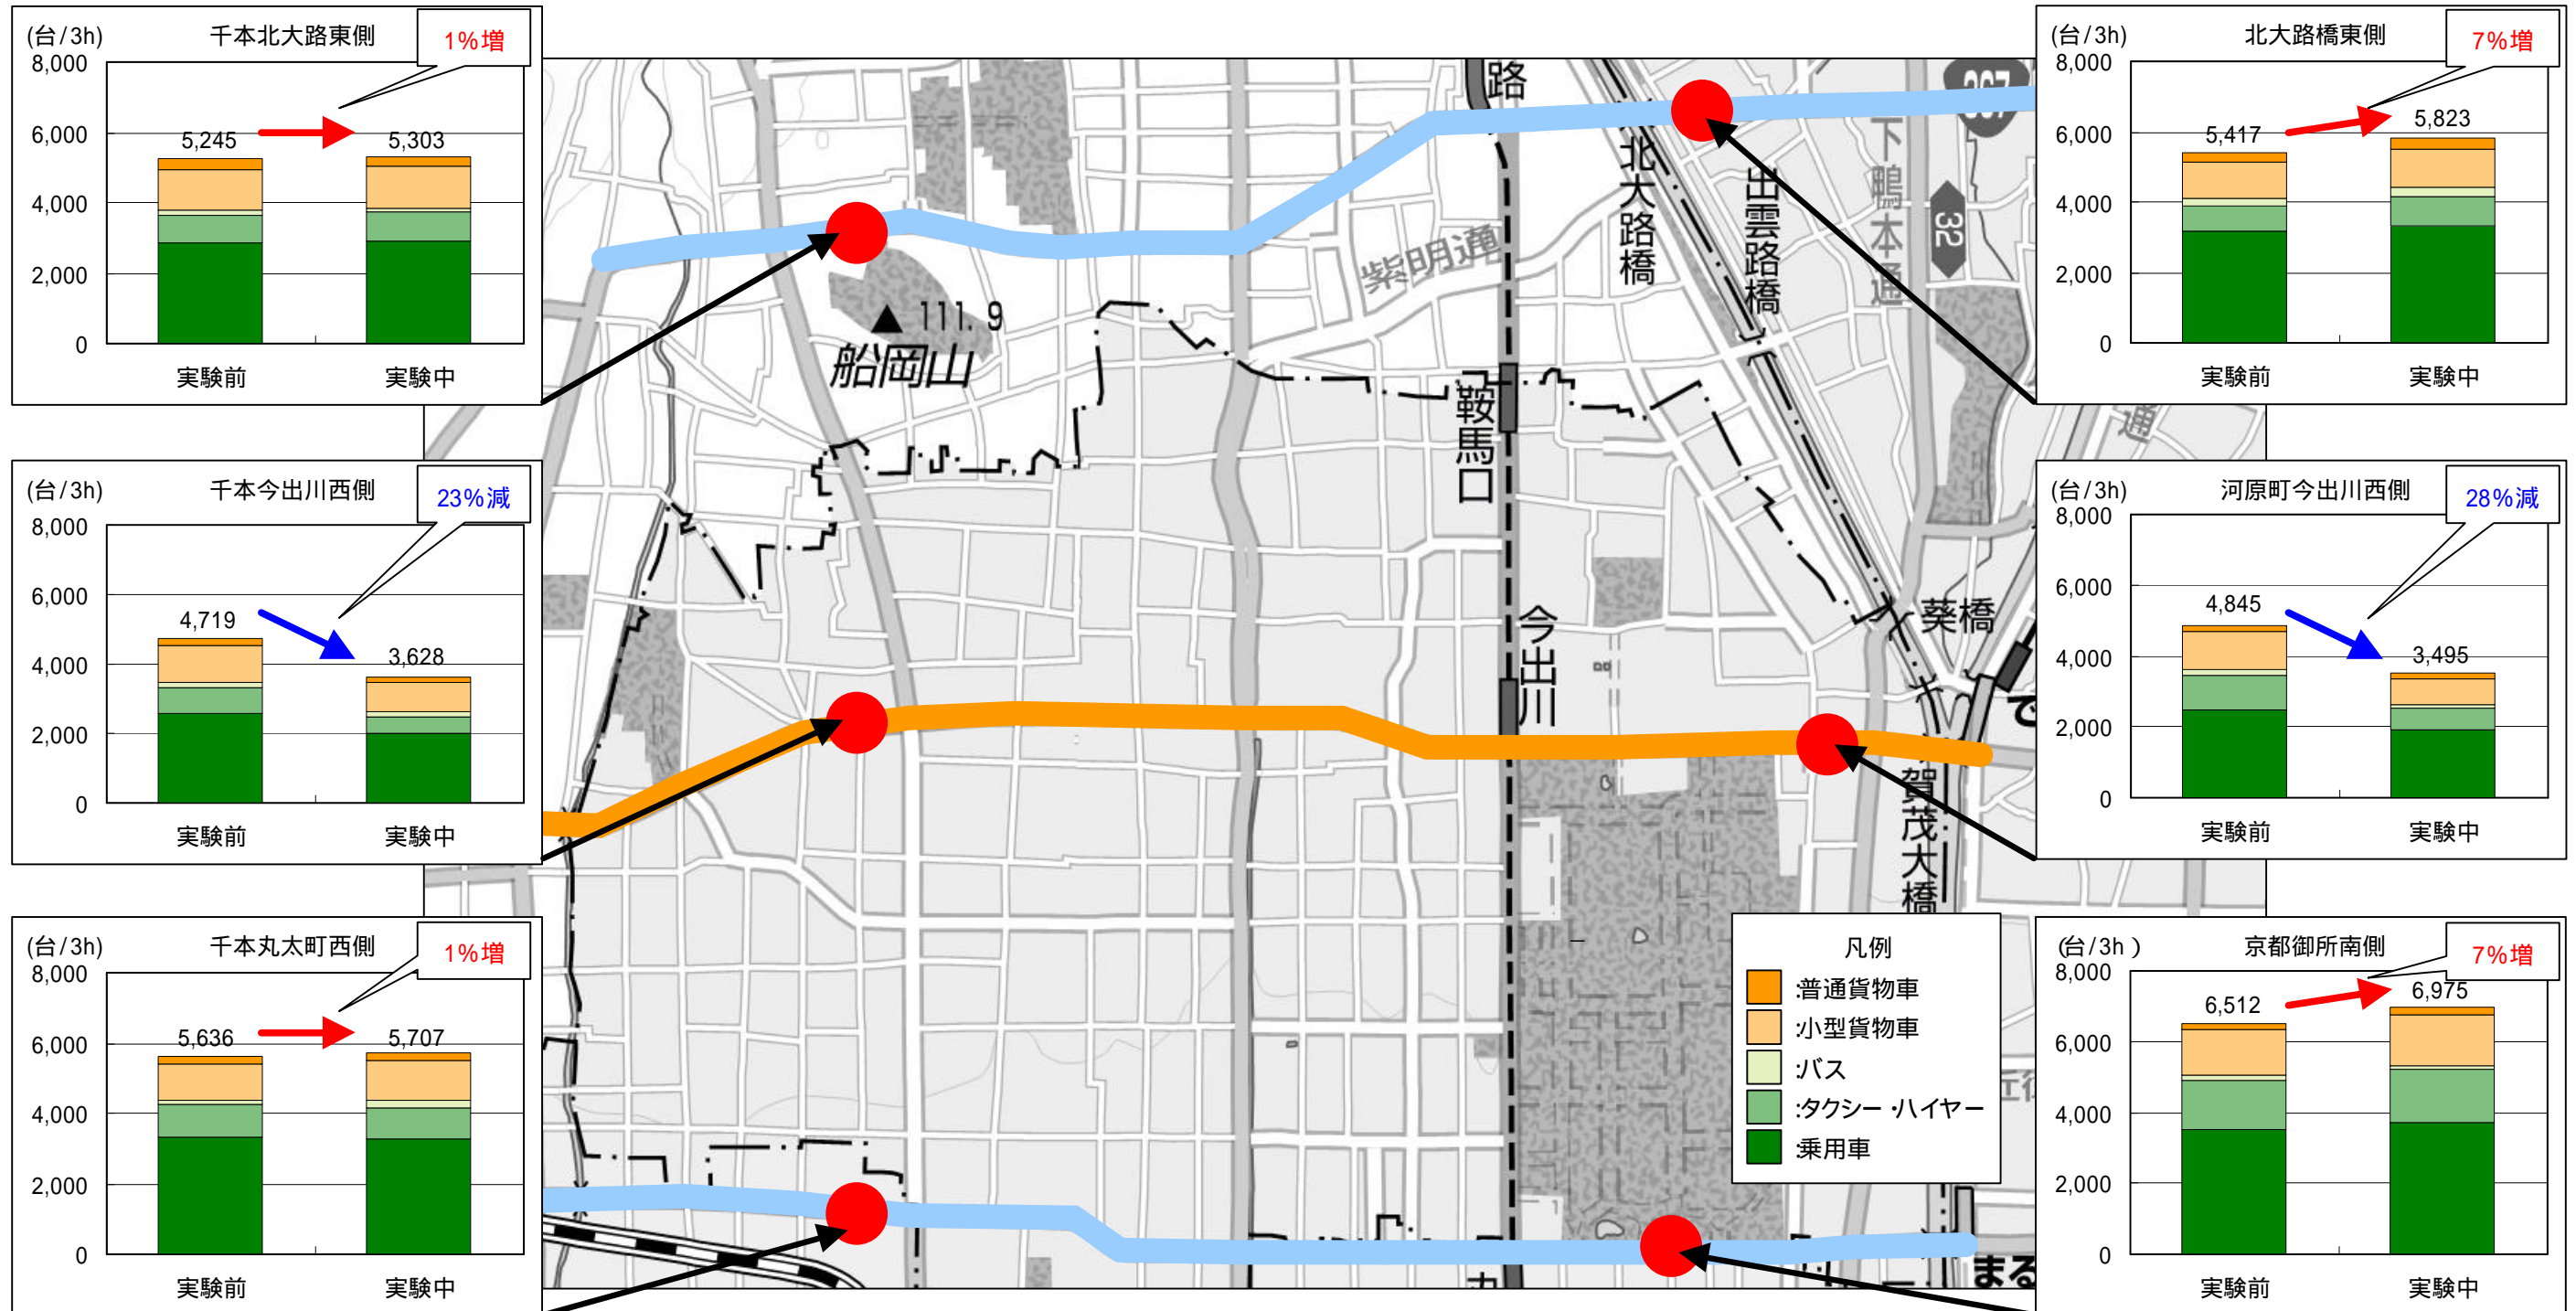 (台/3h)
千本北大路東側
1%増
8,000
6,000
4,000
2,000
0
5,245
5,303
実験前
実験中
(台/3h)
北大路橋東側
7%増
8,000
6,000
4,000
2,000
0
5,417
5,823
実験前
実験中
路
北大路橋
出雲路橋
下鴨本通
32
紫明通
111.9
船岡山
鞍馬口
通
(台/3h)
千本今出川西側
23%減
8,000
6,000
4,000
2,000
0
4,719
3,628
実験前
実験中
(台/3h)
河原町今出川西側
28%減
8,000
6,000
4,000
2,000
0
4,845
3,495
実験前
実験中
今出川
葵橋
賀茂大橋
(台/3h)
千本丸太町西側
1%増
8,000
6,000
4,000
2,000
0
5,636
5,707
実験前
実験中
凡例
:普通貨物車
:小型貨物車
:バス
:タクシー・ハイヤー
:乗用車
(台/3h)
京都御所南側
7%増
8,000
6,000
4,000
2,000
0
6,512
6,975
実験前
実験中
まる